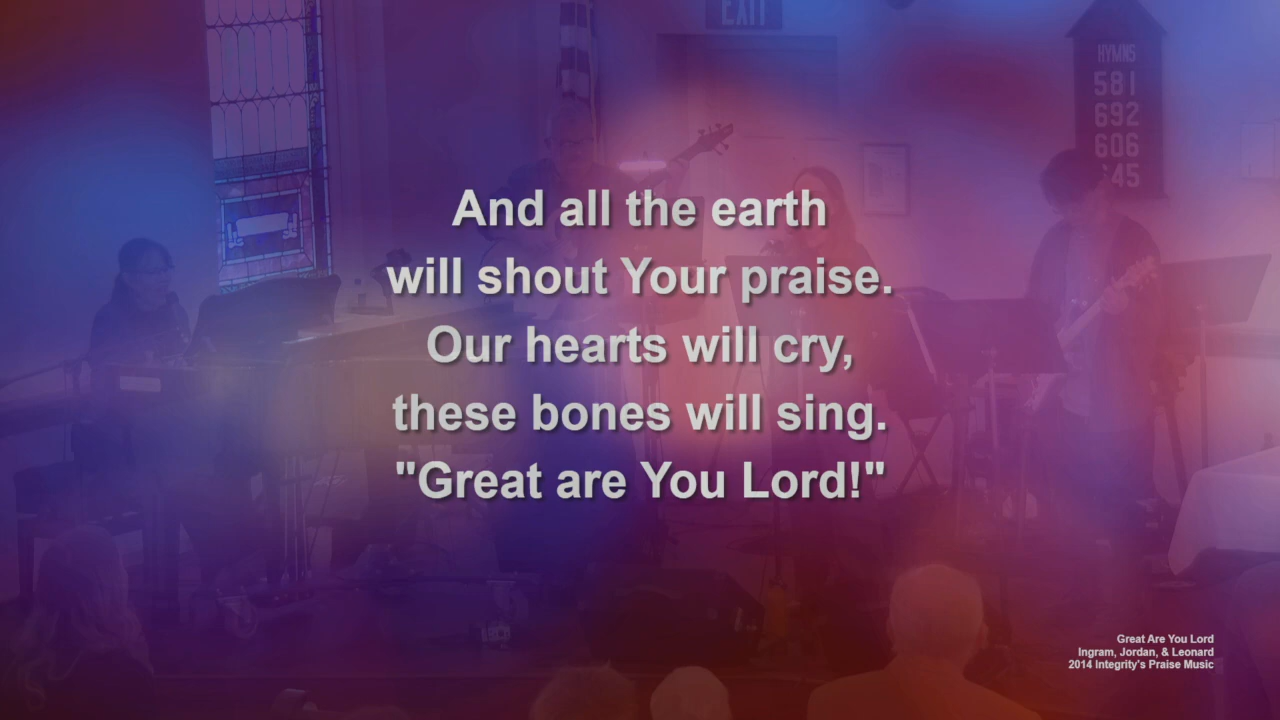 EXIT
HYMNS
581
692
606
45
And all the earth
will shout Your praise.
Our hearts will cry,
these bones will sing.
"Great are You Lord!"
Great Are You Lord
Ingram, Jordan, & Leonard
2014 Integrity's Praise Music